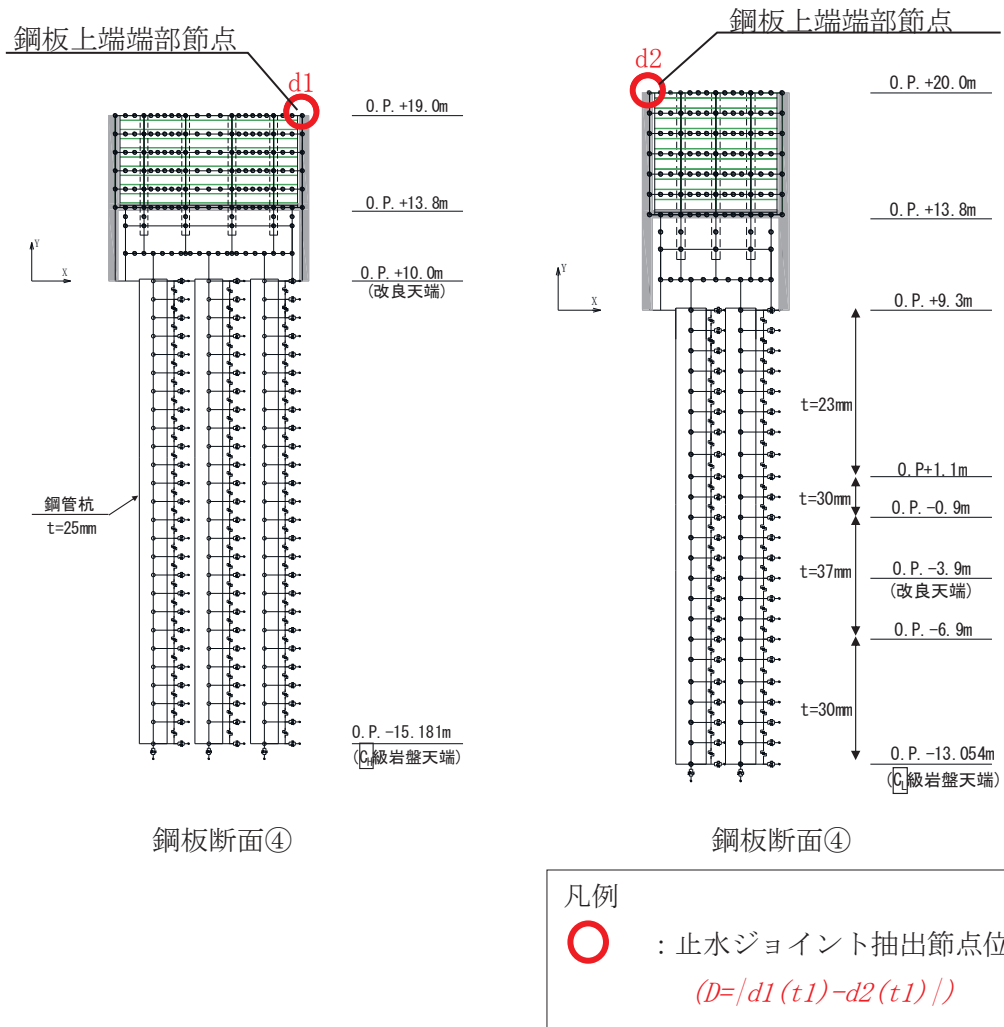 鋼板上端端部節点
d1
O.P.+19.0m
O.P.+13.8m
Y
X
O.P.+10.0m
(改良天端)
鋼管杭
t=25mm
O.P.-15.181m
(CH級岩盤天端)
鋼板断面④
鋼板上端端部節点
d2
O.P.+20.0m
O.P.+13.8m
Y
X
O.P.+9.3m
t=23mm
O.P+1.1m
t=30mm
O.P.-0.9m
t=37mm
O.P.-3.9m
(改良天端)
O.P.-6.9m
t=30mm
O.P.-13.054m
(CL級岩盤天端)
鋼板断面④
凡例
：止水ジョイント抽出節点位
(D=|d1(t1)-d2(t1)|)